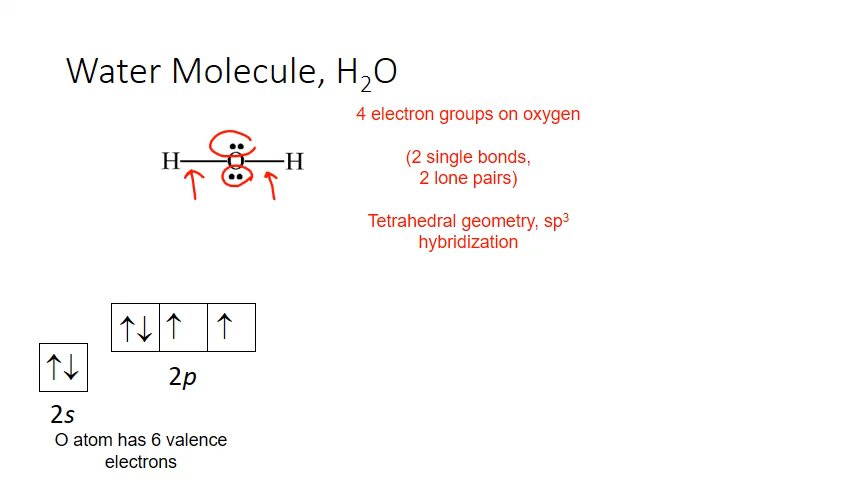 Water Molecule, H₂O
4 electron groups on oxygen
H—O—H
(2 single bonds,
2 lone pairs)
Tetrahedral geometry, sp³
hybridization
↑↓ ↑ ↑
↑↓
2p
2s
O atom has 6 valence
electrons